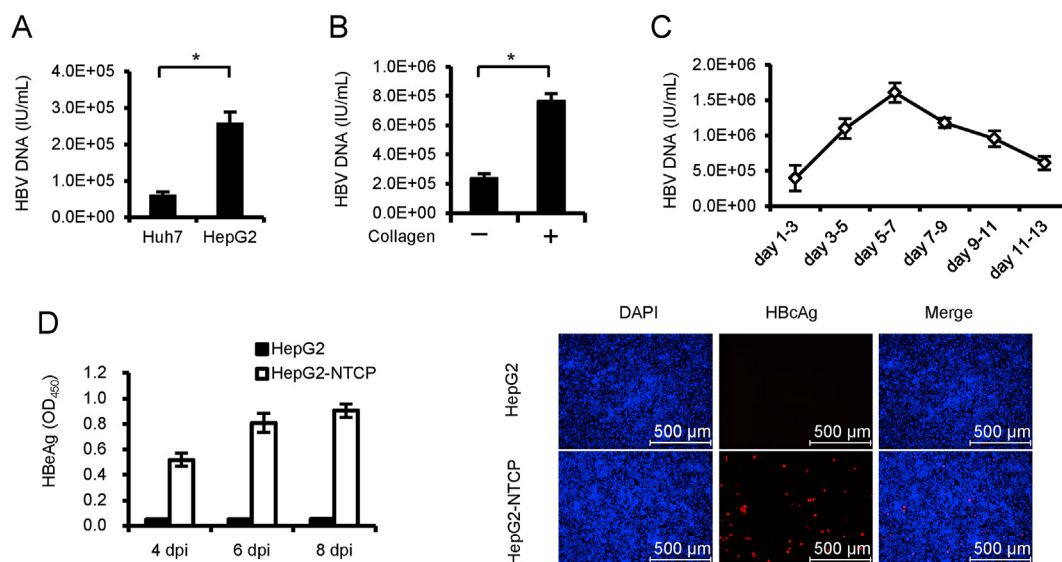 A
HBV DNA (IU/mL)
4.0E+05
3.0E+05
2.0E+05
1.0E+05
0.0E+00
*
Huh7 HepG2
B
HBV DNA (IU/mL)
1.0E+06
8.0E+05
6.0E+05
4.0E+05
2.0E+05
0.0E+00
*
Collagen − +
C
HBV DNA (IU/mL)
2.0E+06
1.5E+06
1.0E+06
5.0E+05
0.0E+00
day 1-3
day 3-5
day 5-7
day 7-9
day 9-11
day 11-13
D
HepG2
HepG2-NTCP
HBeAg (OD450)
1.2
1.0
0.8
0.6
0.4
0.2
0.0
4 dpi 6 dpi 8 dpi
DAPI HBcAg Merge
HepG2
500 µm 500 µm 500 µm
HepG2-NTCP
500 µm 500 µm 500 µm